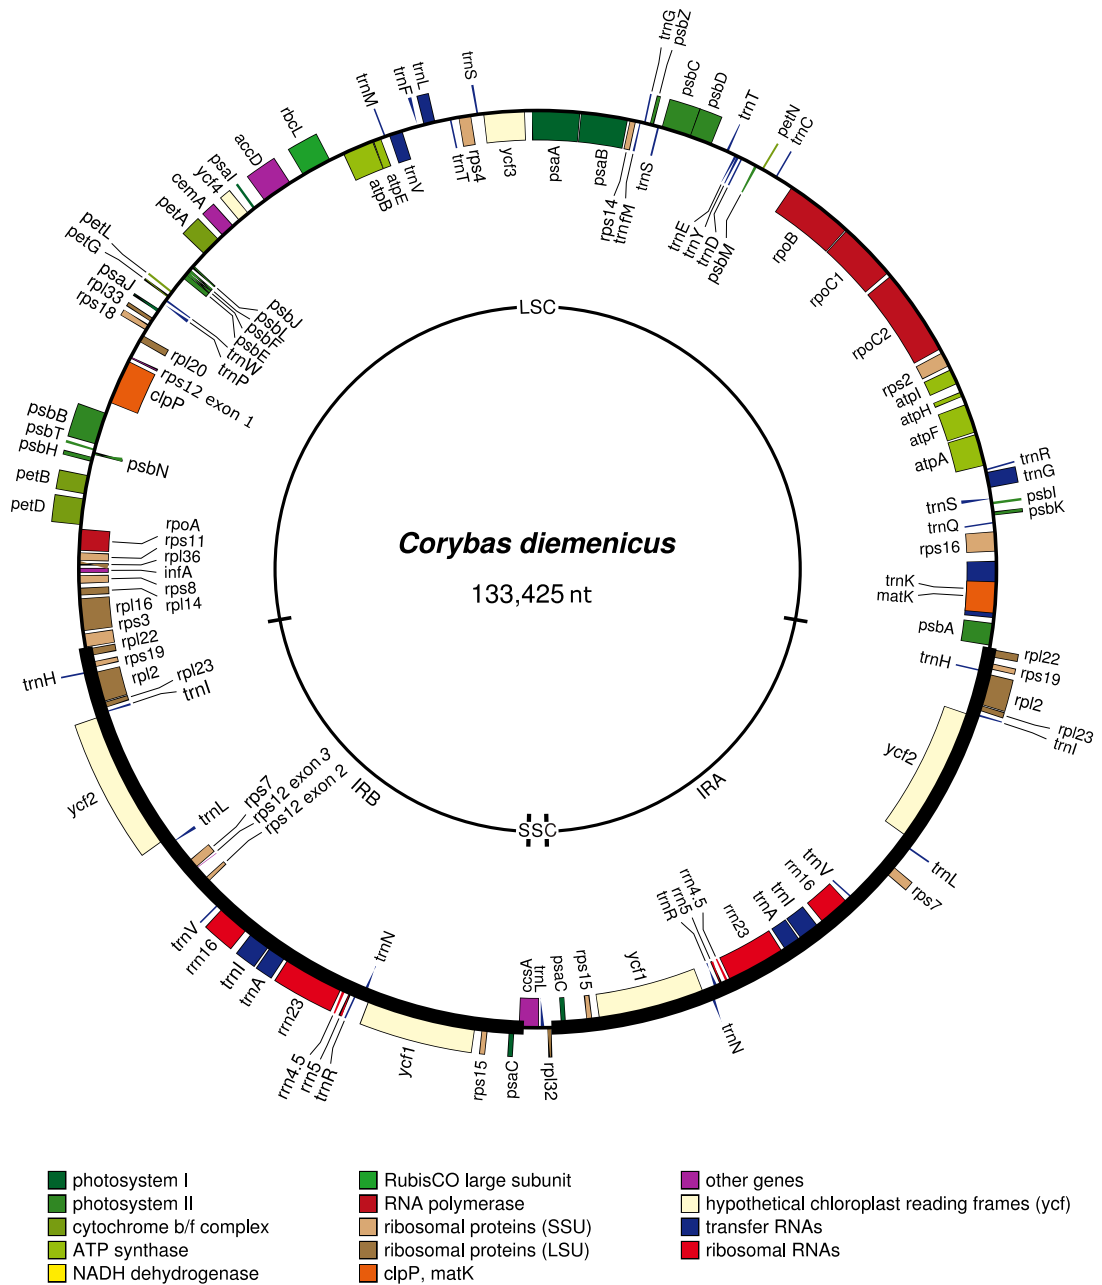 trnG
psbZ
psbC
psbD
trnT
petN
trnC
trnS
trnL
trnF
trnM
rbcL
accD
psaI
ycf4
cemA
petA
petL
petG
psaJ
rpl33
rps18
psbB
psbT
psbH
petB
petD
trnT
rps4
ycf3
psaA
psaB
rps14
trnfM
trnS
trnE
trnY
trnD
psbM
rpoB
rpoC1
rpoC2
rps2
atpI
atpH
atpF
atpA
trnV
atpE
atpB
psbJ
psbL
psbF
psbE
trnW
trnP
rpl20
rps12 exon 1
clpP
psbN
LSC
trnR
trnG
psbI
psbK
trnS
trnQ
rps16
trnK
matK
psbA
Corybas diemenicus
133,425 nt
rpoA
rps11
rpl36
infA
rps8
rpl14
rpl16
rps3
rpl22
rps19
rpl2
rpl23
trnI
trnH
ycf2
trnL
rps7
rps12 exon 3
rps12 exon 2
IRB
IRA
SSC
trnH
rpl22
rps19
rpl2
rpl23
trnI
ycf2
trnL
rps7
trnV
rrn16
trnI
trnA
rrn23
rrn4.5
rrn5
trnR
trnN
ycf1
rps15
psaC
trnL
ccsA
rpl32
psaC
rps15
ycf1
trnN
trnR
rrn5
rrn4.5
rrn23
trnA
trnI
rrn16
trnV
photosystem I
photosystem II
cytochrome b/f complex
ATP synthase
NADH dehydrogenase
RubisCO large subunit
RNA polymerase
ribosomal proteins (SSU)
ribosomal proteins (LSU)
clpP, matK
other genes
hypothetical chloroplast reading frames (ycf)
transfer RNAs
ribosomal RNAs